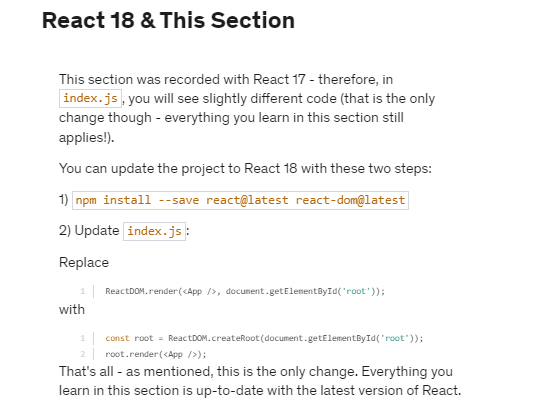 React 18 & This Section
This section was recorded with React 17 - therefore, in
index.js, you will see slightly different code (that is the only
change though - everything you learn in this section still
applies!).
You can update the project to React 18 with these two steps:
1) npm install --save react@latest react-dom@latest
2) Update index.js:
Replace
1 ReactDOM.render(<App />, document.getElementById('root'));
with
1 const root = ReactDOM.createRoot(document.getElementById('root'));
2 root.render(<App />);
That's all - as mentioned, this is the only change. Everything you
learn in this section is up-to-date with the latest version of React.